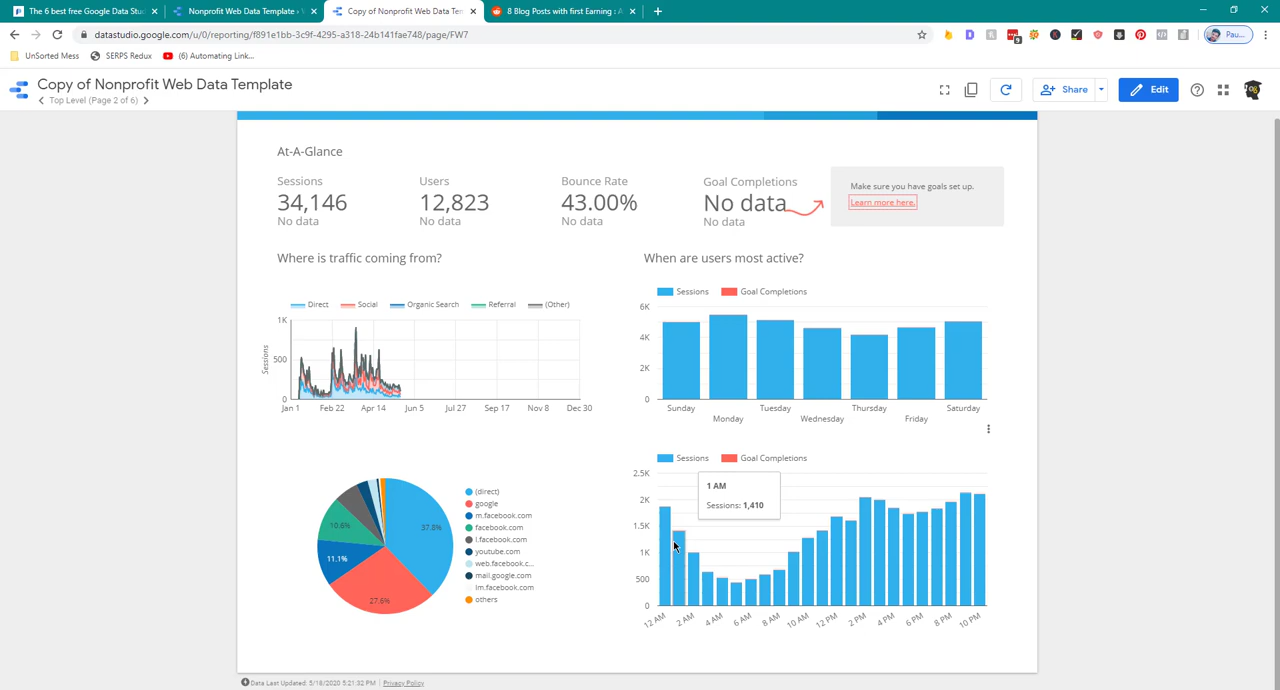 The 6 best free Google Data Stud
Nonprofit Web Data Template ›
Copy of Nonprofit Web Data Tem
8 Blog Posts with first Earning : A
datastudio.google.com/u/0/reporting/f891e1bb-3c9f-4295-a318-24b141fae748/page/FW7
Pau...
UnSorted Mess
SERPS Redux
(6) Automating Link...
Copy of Nonprofit Web Data Template
Top Level (Page 2 of 6)
Share
Edit
At-A-Glance
Sessions
34,146
No data
Users
12,823
No data
Bounce Rate
43.00%
No data
Goal Completions
No data
No data
Make sure you have goals set up.
Learn more here.
Where is traffic coming from?
When are users most active?
Direct
Social
Organic Search
Referral
(Other)
Sessions
1K
500
0
Jan 1
Feb 22
Apr 14
Jun 5
Jul 27
Sep 17
Nov 8
Dec 30
Sessions
Goal Completions
6K
4K
2K
0
Sunday
Monday
Tuesday
Wednesday
Thursday
Friday
Saturday
37.8%
27.6%
11.1%
10.6%
(direct)
google
m.facebook.com
facebook.com
l.facebook.com
youtube.com
web.facebook.c...
mail.google.com
lm.facebook.com
others
Sessions
Goal Completions
2.5K
2K
1.5K
1K
500
0
1 AM
Sessions: 1,410
12 AM
2 AM
4 AM
6 AM
8 AM
10 AM
12 PM
2 PM
4 PM
6 PM
8 PM
10 PM
Data Last Updated: 5/18/2020 5:21:32 PM
Privacy Policy